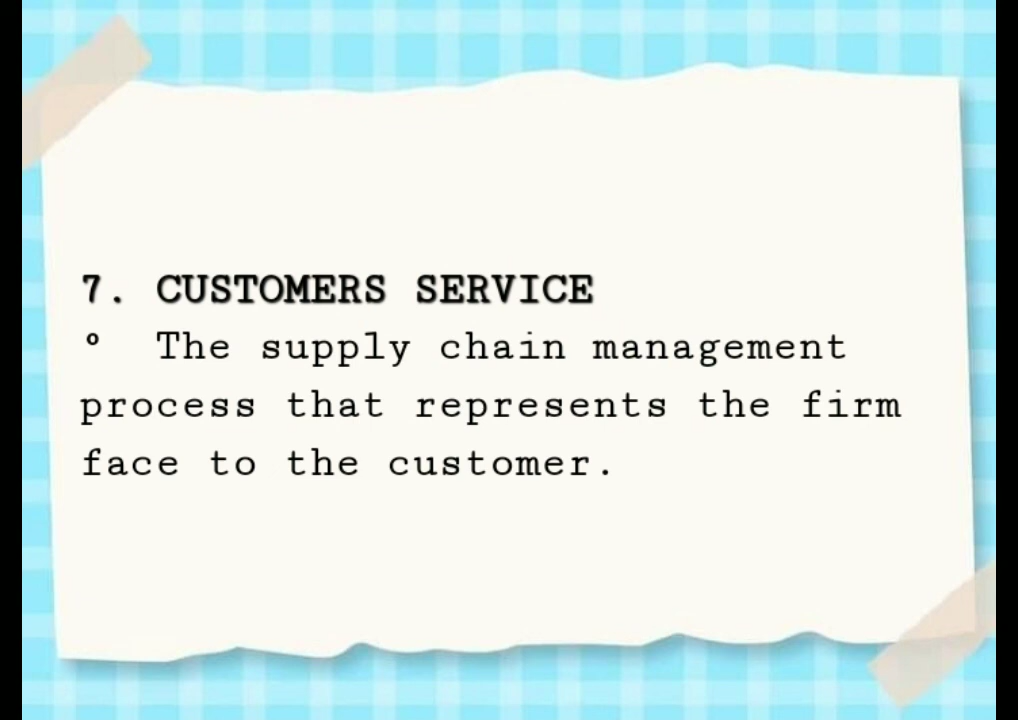 7. CUSTOMERS SERVICE
° The supply chain management
process that represents the firm
face to the customer.